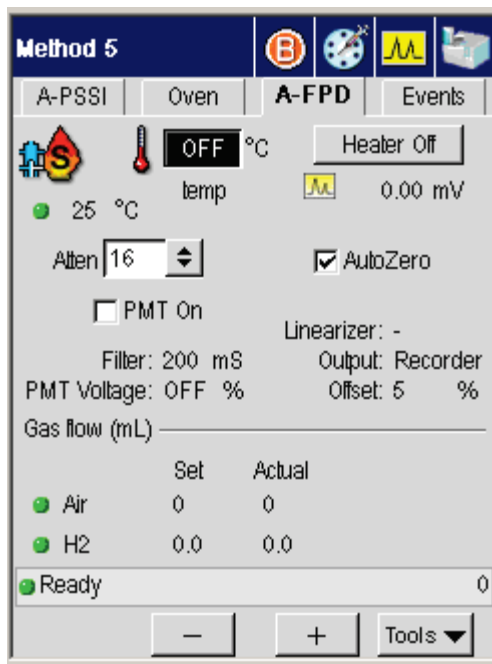 Method 5
B
A-PSSI Oven A-FPD Events
S OFF °C Heater Off
temp 0.00 mV
25 °C
Atten 16 AutoZero
PMT On
Linearizer: -
Filter: 200 mS Output: Recorder
PMT Voltage: OFF % Offset: 5 %
Gas flow (mL)
Set Actual
Air 0 0
H2 0.0 0.0
Ready 0
− + Tools